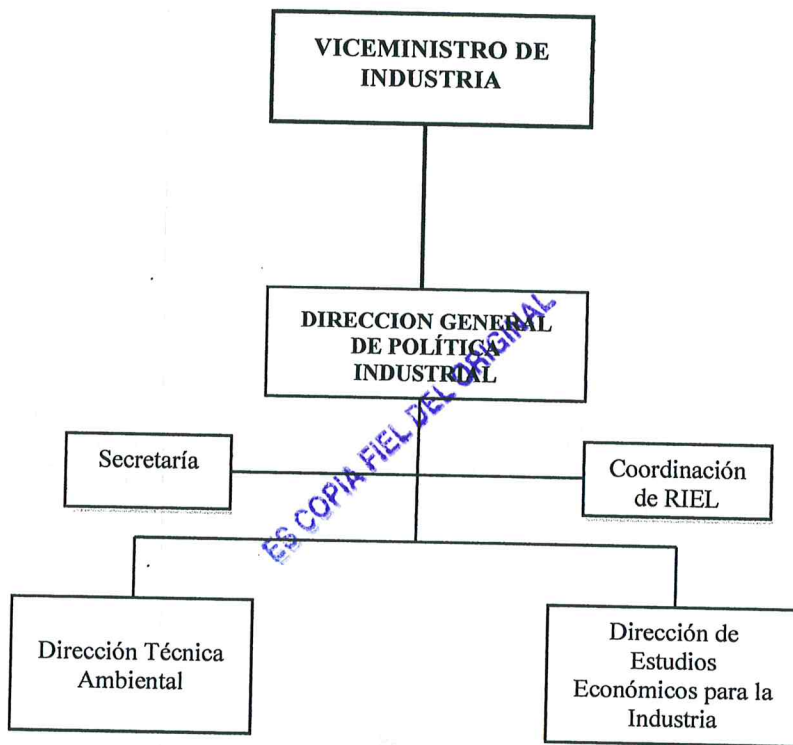 VICEMINISTRO DE
INDUSTRIA
DIRECCION GENERAL
DE POLÍTICA
INDUSTRIAL
ES COPIA FIEL DEL ORIGINAL
Secretaría
Coordinación
de RIEL
Dirección Técnica
Ambiental
Dirección de
Estudios
Económicos para la
Industria